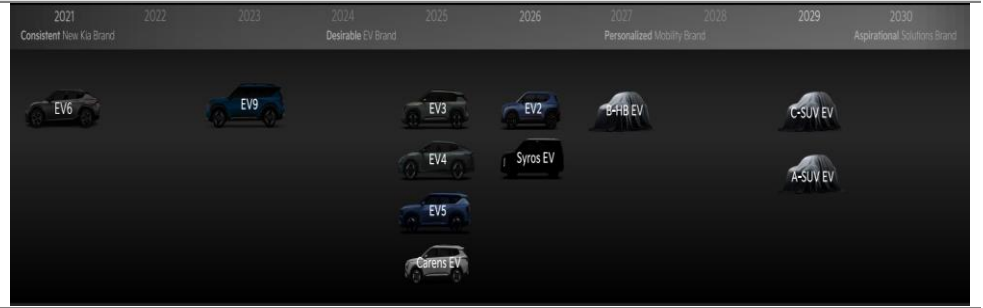 2021 2022 2023 2024 2025 2026 2027 2028 2029 2030
Consistent New Kia Brand Desirable EV Brand Personalized Mobility Brand Aspirational Solutions Brand
EV6 EV9 EV3 EV2 B-HB EV C-SUV EV
EV4 Syros EV A-SUV EV
EV5
Carens EV